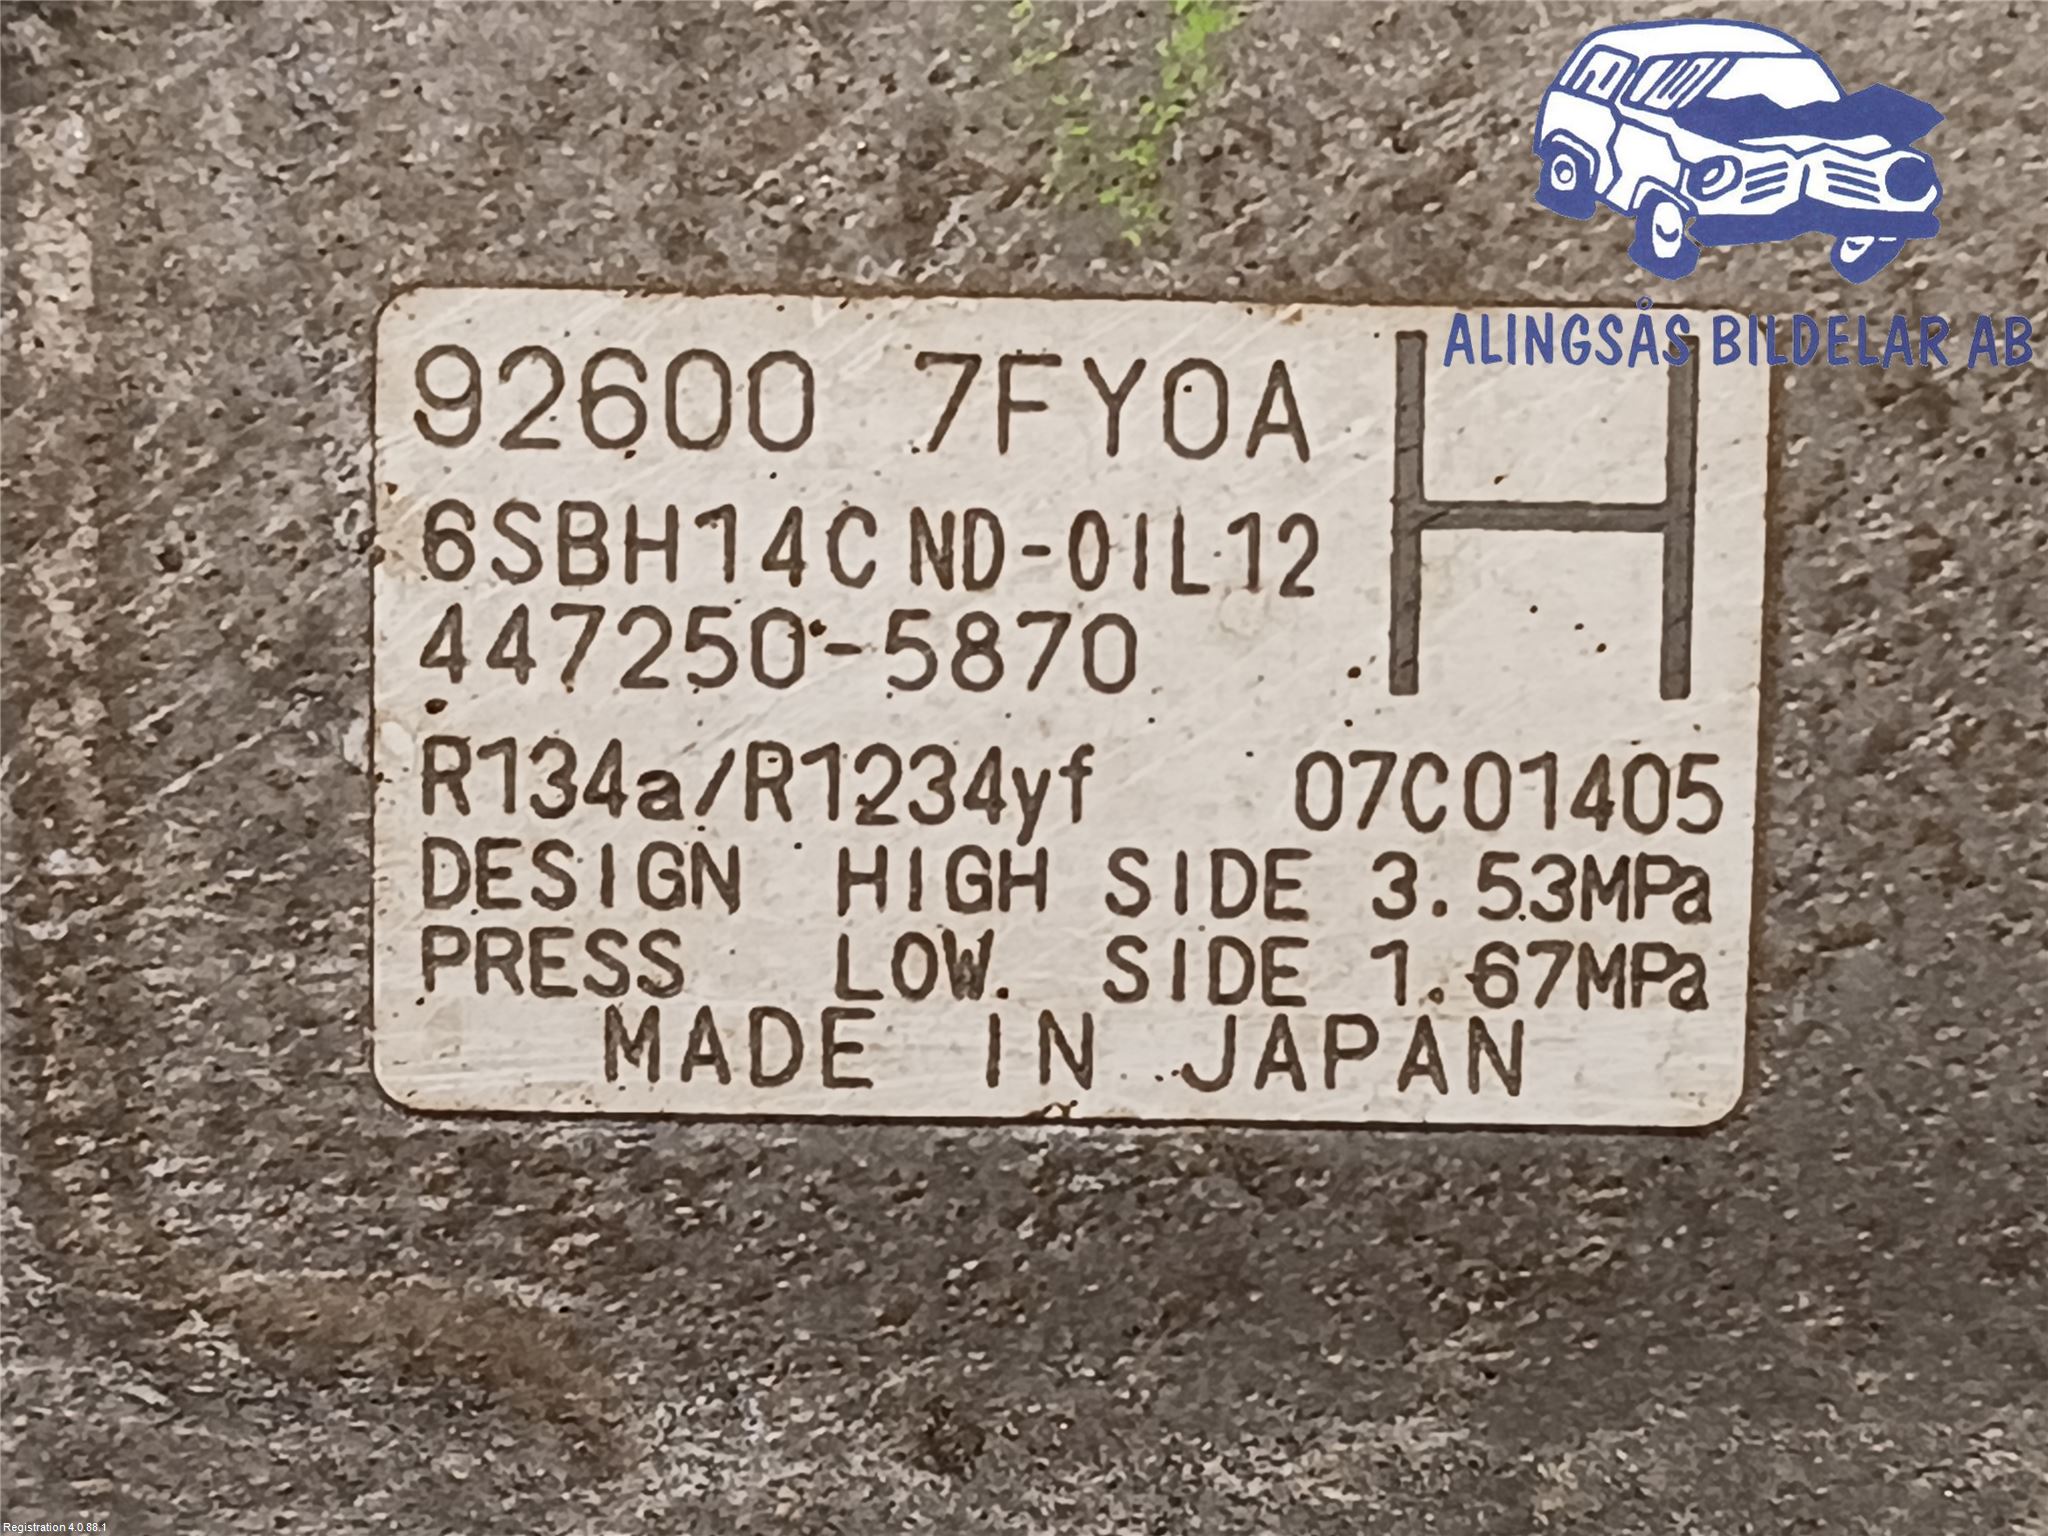 ALINGSÅS BILDELAR AB
92600 7FY0A H
6SBH14C ND-OIL12
447250-5870
R134a/R1234yf 07C01405
DESIGN HIGH SIDE 3.53MPa
PRESS LOW SIDE 1.67MPa
MADE IN JAPAN
Registration 4.0.88.1